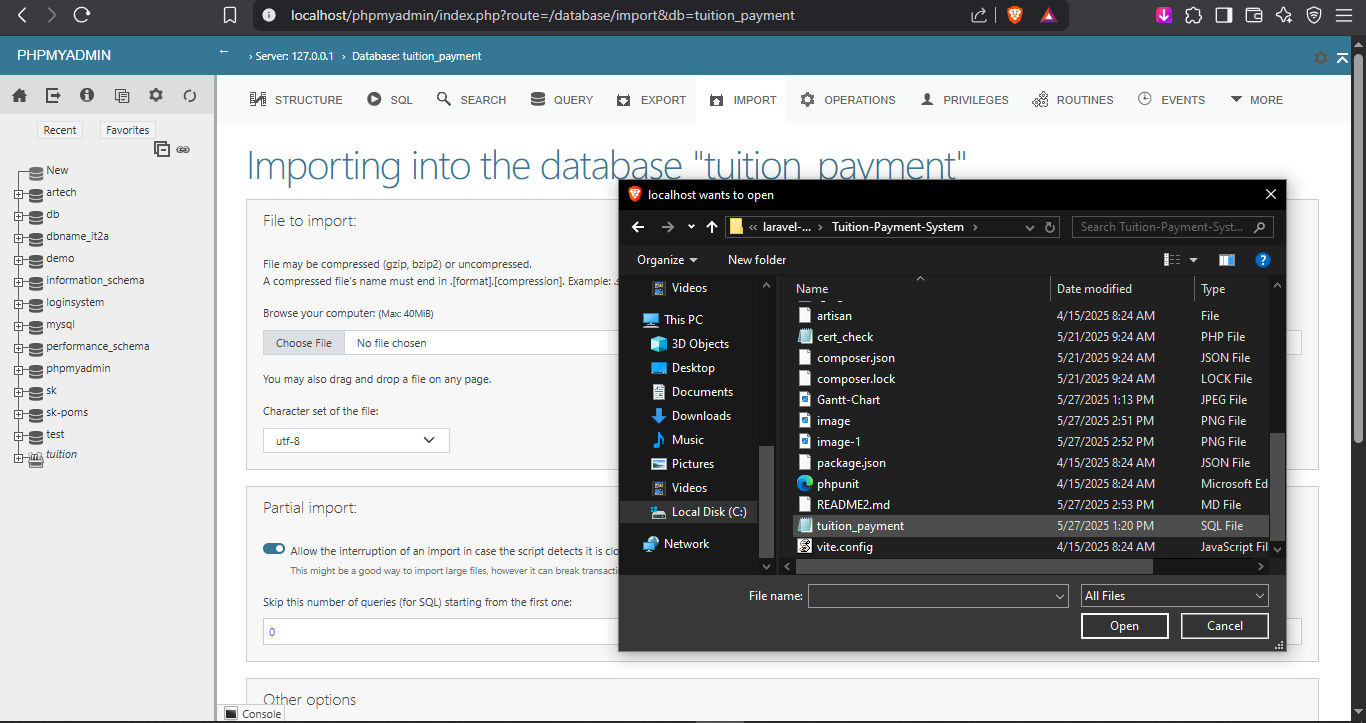 localhost/phpmyadmin/index.php?route=/database/import&db=tuition_payment
PHPMYADMIN
Recent
Favorites
New
artech
db
dbname_it2a
demo
information_schema
loginsystem
mysql
performance_schema
phpmyadmin
sk
sk-poms
test
tuition
← › Server: 127.0.0.1 › Database: tuition_payment
STRUCTURE
SQL
SEARCH
QUERY
EXPORT
IMPORT
OPERATIONS
PRIVILEGES
ROUTINES
EVENTS
MORE
Importing into the database "tuition_payment"
File to import:
File may be compressed (gzip, bzip2) or uncompressed.
A compressed file's name must end in .[format].[compression]. Example: .s
Browse your computer: (Max: 40MiB)
Choose File No file chosen
You may also drag and drop a file on any page.
Character set of the file:
utf-8
Partial import:
Allow the interruption of an import in case the script detects it is clo
This might be a good way to import large files, however it can break transacti
Skip this number of queries (for SQL) starting from the first one:
0
Other options
Console
localhost wants to open
« laravel-... › Tuition-Payment-System ›
Search Tuition-Payment-Syst...
Organize
New folder
Videos
This PC
3D Objects
Desktop
Documents
Downloads
Music
Pictures
Videos
Local Disk (C:)
Network
Name Date modified Type
artisan 4/15/2025 8:24 AM File
cert_check 5/21/2025 9:24 AM PHP File
composer.json 5/21/2025 9:24 AM JSON File
composer.lock 5/21/2025 9:24 AM LOCK File
Gantt-Chart 5/27/2025 1:13 PM JPEG File
image 5/27/2025 2:51 PM PNG File
image-1 5/27/2025 2:52 PM PNG File
package.json 4/15/2025 8:24 AM JSON File
phpunit 4/15/2025 8:24 AM Microsoft Ed
README2.md 5/27/2025 2:53 PM MD File
tuition_payment 5/27/2025 1:20 PM SQL File
vite.config 4/15/2025 8:24 AM JavaScript Fil
File name:
All Files
Open
Cancel